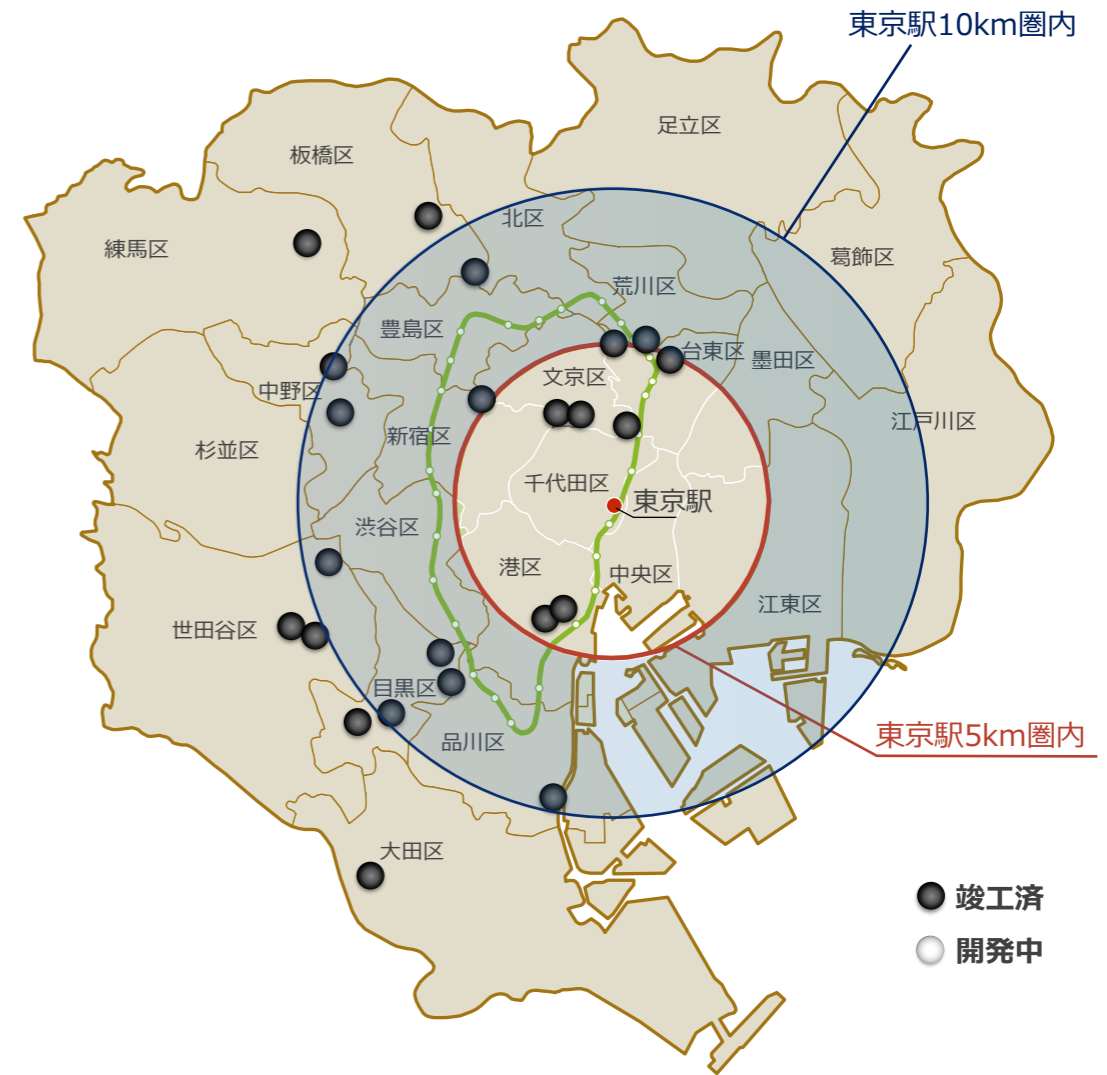 東京駅10km圏内
足立区
板橋区
北区
練馬区
葛飾区
荒川区
豊島区
台東区
墨田区
文京区
中野区
江戸川区
新宿区
杉並区
千代田区
東京駅
渋谷区
港区
中央区
江東区
世田谷区
目黒区
品川区
東京駅5km圏内
大田区
竣工済
開発中